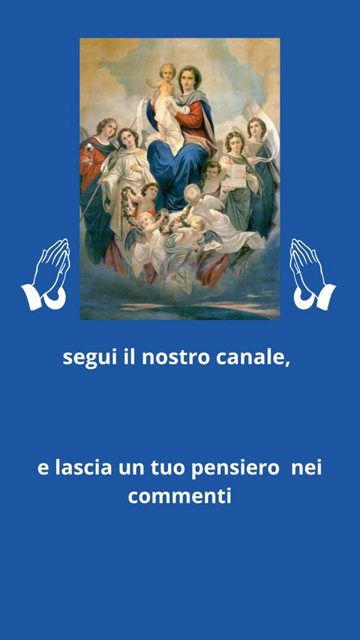 segui il nostro canale,
e lascia un tuo pensiero  nei
commenti